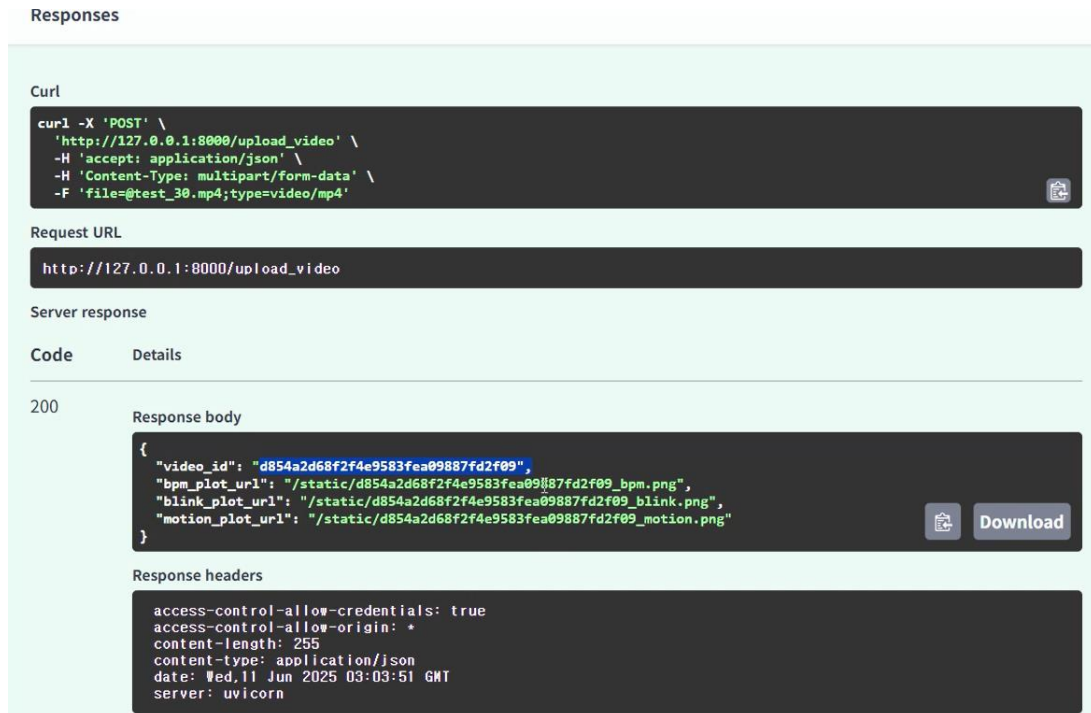 Responses
Curl
curl -X 'POST' \
'http://127.0.0.1:8000/upload_video' \
-H 'accept: application/json' \
-H 'Content-Type: multipart/form-data' \
-F 'file=@test_30.mp4;type=video/mp4'
Request URL
http://127.0.0.1:8000/upload_video
Server response
Code Details
200
Response body
{
"video_id": "d854a2d68f2f4e9583fea09887fd2f09",
"bpm_plot_url": "/static/d854a2d68f2f4e9583fea09887fd2f09_bpm.png",
"blink_plot_url": "/static/d854a2d68f2f4e9583fea09887fd2f09_blink.png",
"motion_plot_url": "/static/d854a2d68f2f4e9583fea09887fd2f09_motion.png"
}
Download
Response headers
access-control-allow-credentials: true
access-control-allow-origin: *
content-length: 255
content-type: application/json
date: Wed,11 Jun 2025 03:03:51 GMT
server: uvicorn